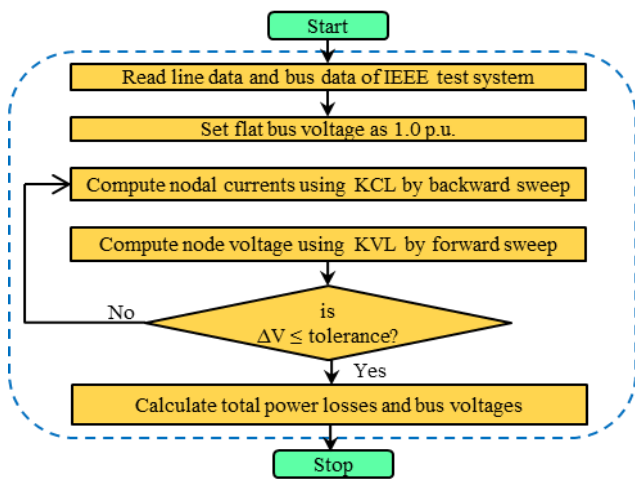 Start
Read line data and bus data of IEEE test system
Set flat bus voltage as 1.0 p.u.
Compute nodal currents using KCL by backward sweep
Compute node voltage using KVL by forward sweep
is
No
ΔV ≤ tolerance?
Yes
Calculate total power losses and bus voltages
Stop